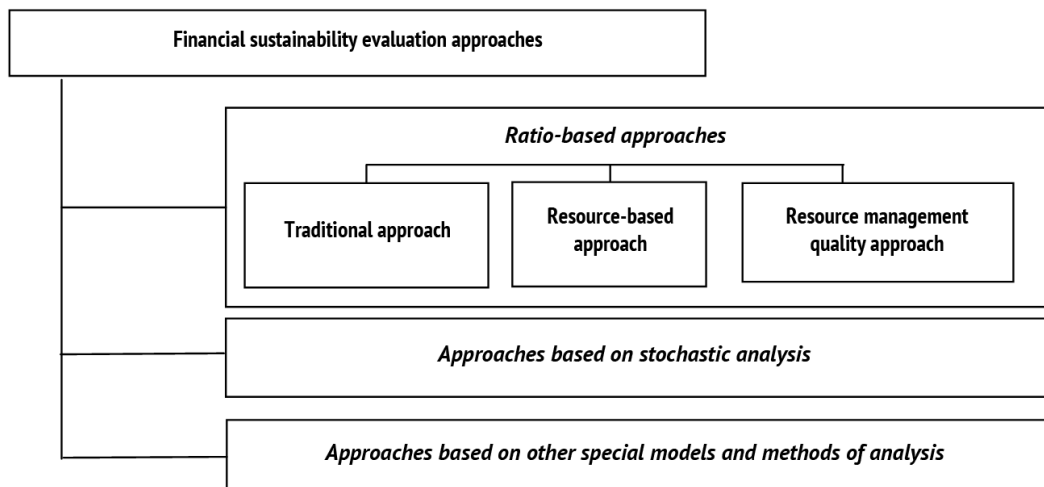 Financial sustainability evaluation approaches
Ratio-based approaches
Traditional approach
Resource-based
approach
Resource management
quality approach
Approaches based on stochastic analysis
Approaches based on other special models and methods of analysis